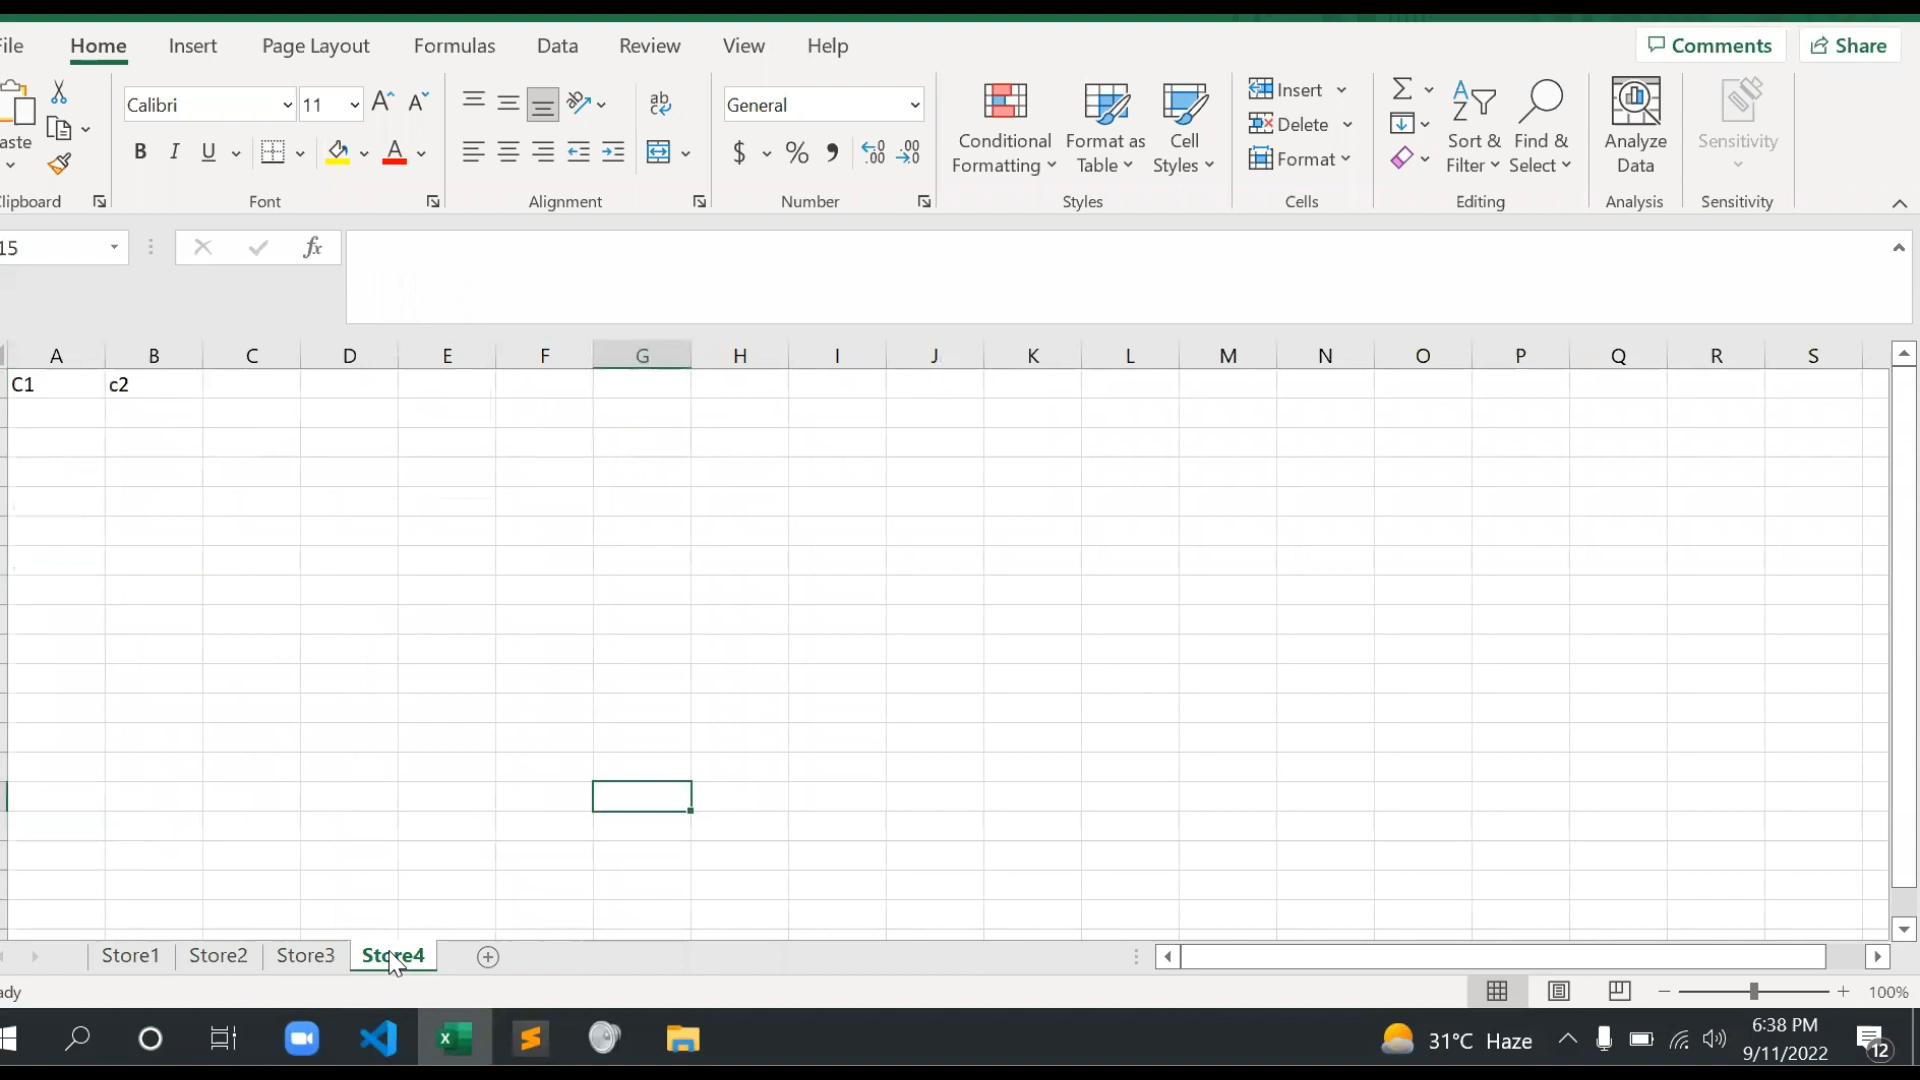 File Home Insert Page Layout Formulas Data Review View Help Comments Share
Calibri 11 General
Conditional Formatting Format as Table Cell Styles
Insert
Delete
Format
Sort & Filter Find & Select
Analyze Data
Sensitivity
B I U $ % .00 .00
Clipboard Font Alignment Number Styles Cells Editing Analysis Sensitivity
15 fx
A B C D E F G H I J K L M N O P Q R S
C1 c2
Store1 Store2 Store3 Store4
100%
31°C Haze
6:38 PM
9/11/2022
12